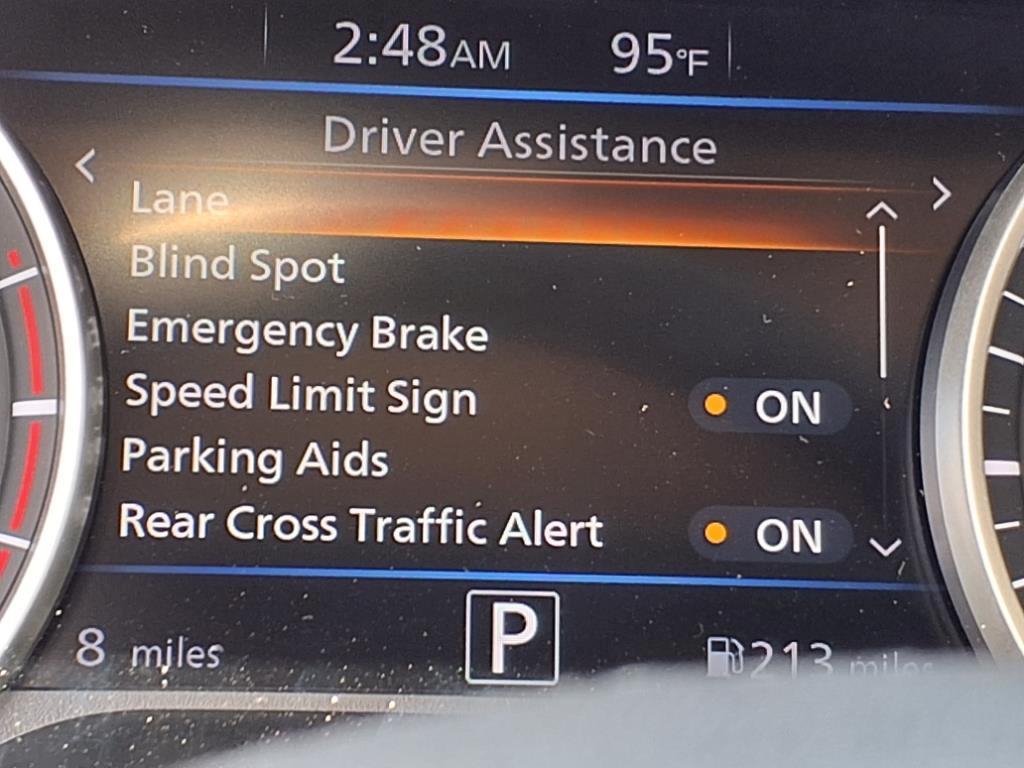 2:48AM 95°F
Driver Assistance
Lane
Blind Spot
Emergency Brake
Speed Limit Sign ON
Parking Aids
Rear Cross Traffic Alert ON
P
8 miles 213 miles